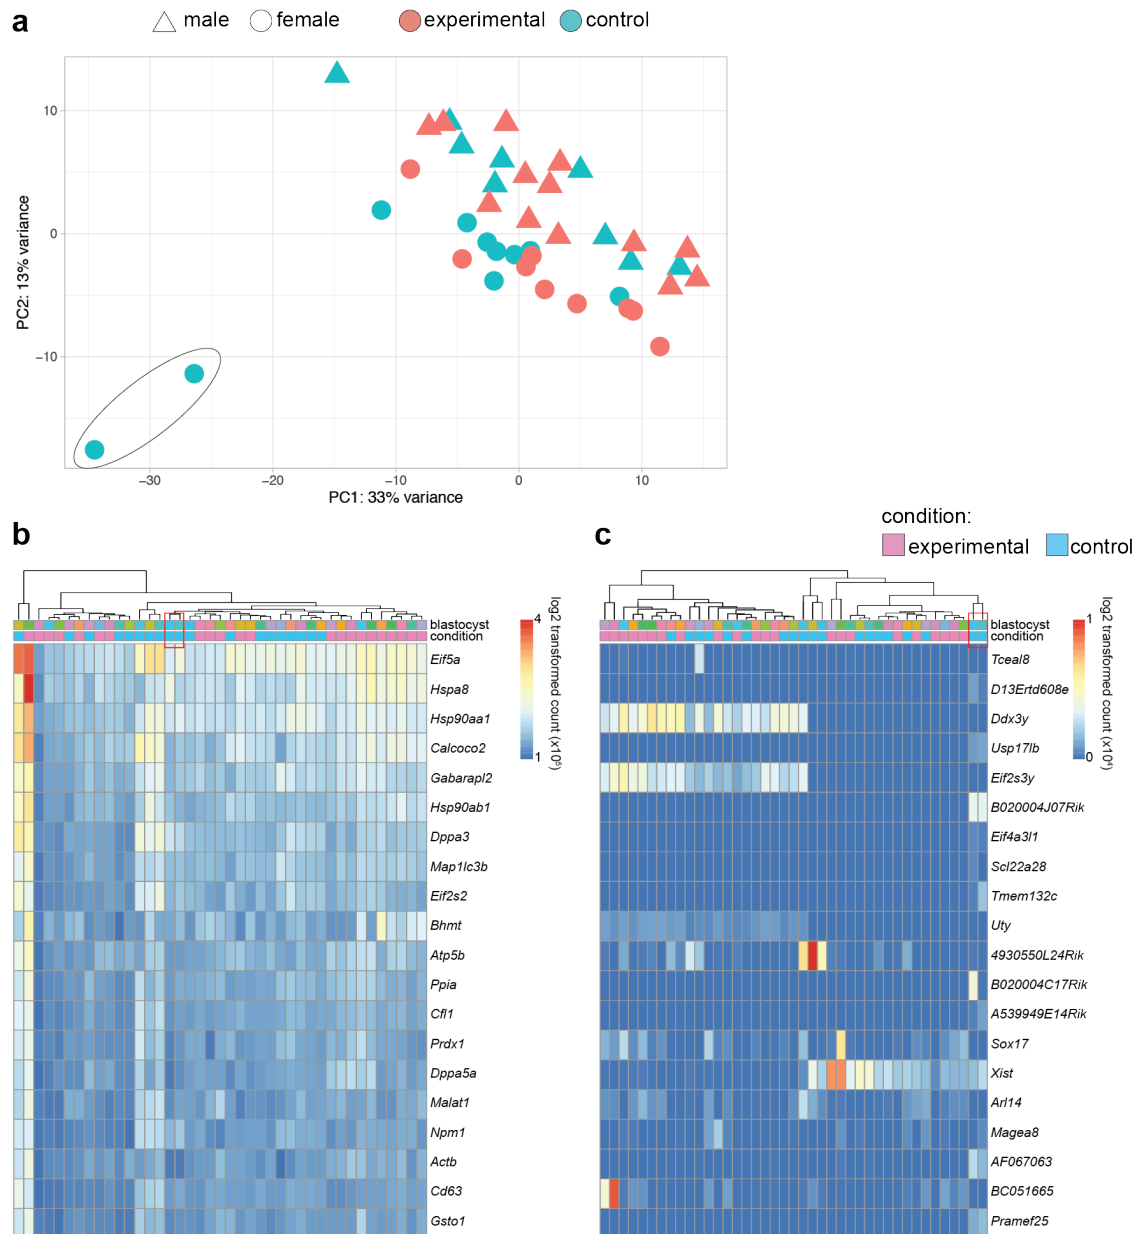 a
male female experimental control
PC2: 13% variance
10
0
−10
−30 −20 −10 0 10
PC1: 33% variance
b
blastocyst
condition
4
1
log2 transformed count (x10⁵)
Eif5a
Hspa8
Hsp90aa1
Calcoco2
Gabarapl2
Hsp90ab1
Dppa3
Map1lc3b
Eif2s2
Bhmt
Atp5b
Ppia
Cfl1
Prdx1
Dppa5a
Malat1
Npm1
Actb
Cd63
Gsto1
c
condition:
experimental control
blastocyst
condition
1
0
log2 transformed count (x10⁴)
Tceal8
D13Ertd608e
Ddx3y
Usp17lb
Eif2s3y
B020004J07Rik
Eif4a3l1
Scl22a28
Tmem132c
Uty
4930550L24Rik
B020004C17Rik
A539949E14Rik
Sox17
Xist
Arl14
Magea8
AF067063
BC051665
Pramef25